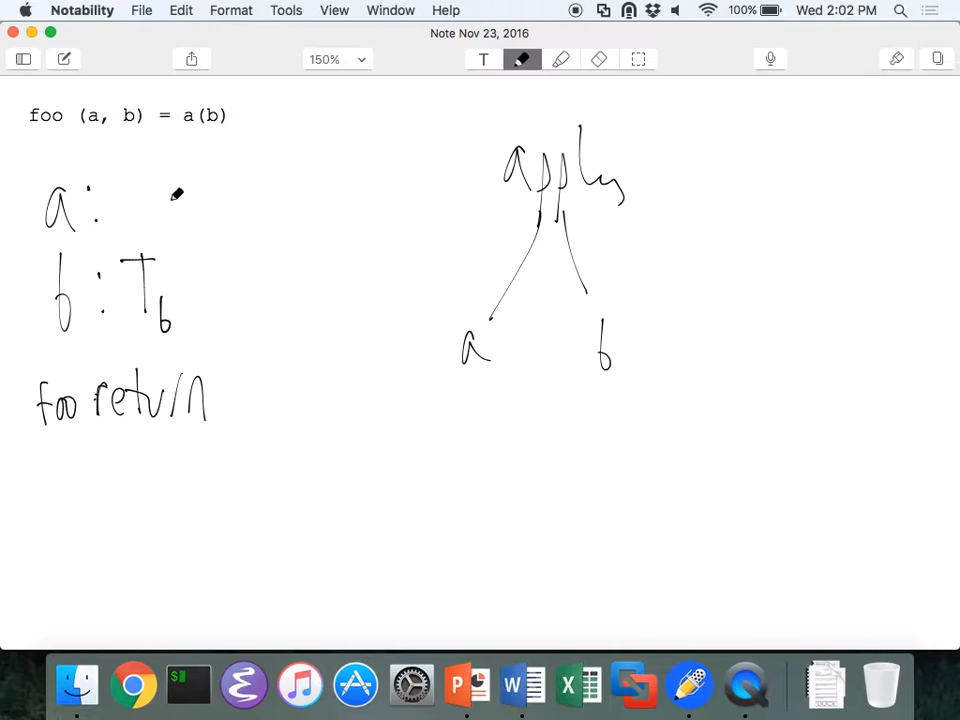 Notability File Edit Format Tools View Window Help 100% Wed 2:02 PM
Note Nov 23, 2016
150% T
foo (a, b) = a(b)
apply
a:
b: Tb
a b
foo return
$
P W X